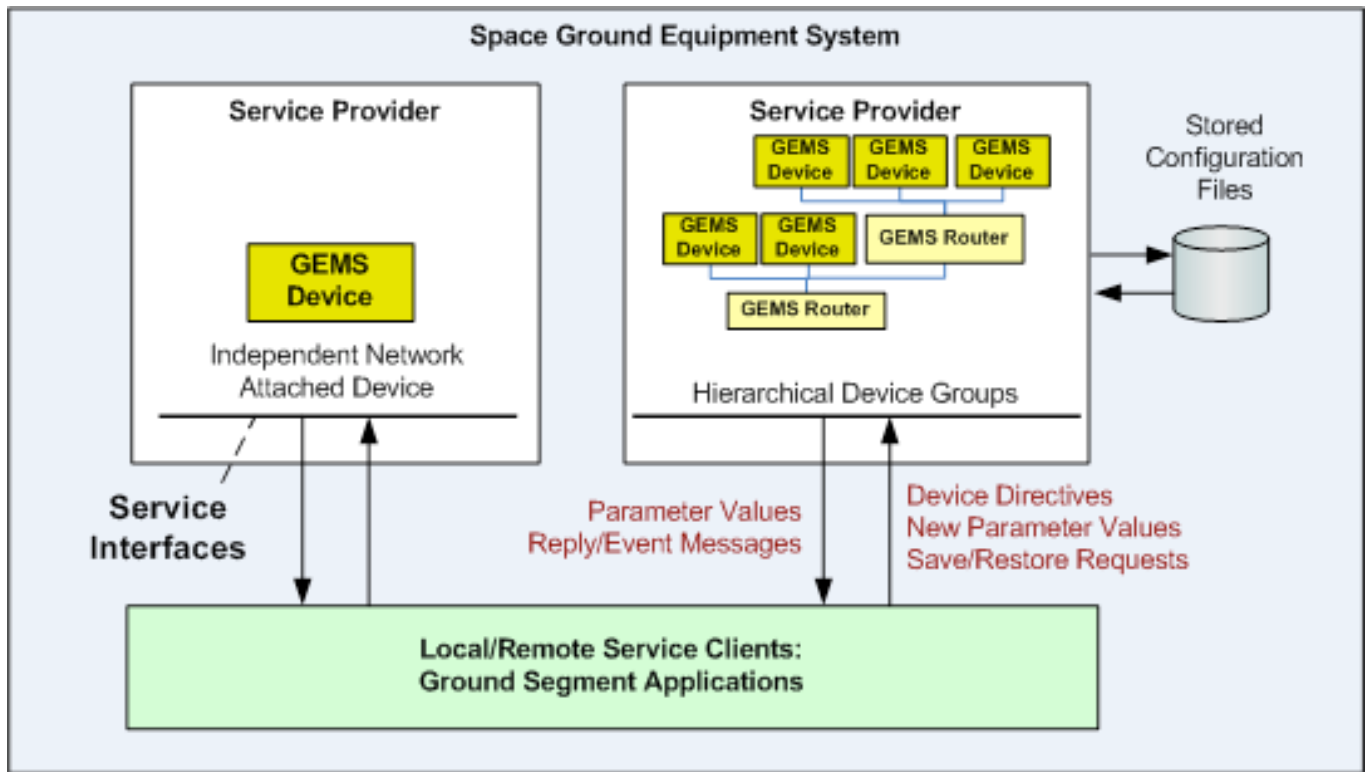 Space Ground Equipment System
Service Provider
GEMS
Device
Independent Network
Attached Device
Service
Interfaces
Service Provider
GEMS
Device
GEMS
Device
GEMS
Device
GEMS
Device
GEMS
Device
GEMS Router
GEMS Router
Hierarchical Device Groups
Stored
Configuration
Files
Parameter Values
Reply/Event Messages
Device Directives
New Parameter Values
Save/Restore Requests
Local/Remote Service Clients:
Ground Segment Applications